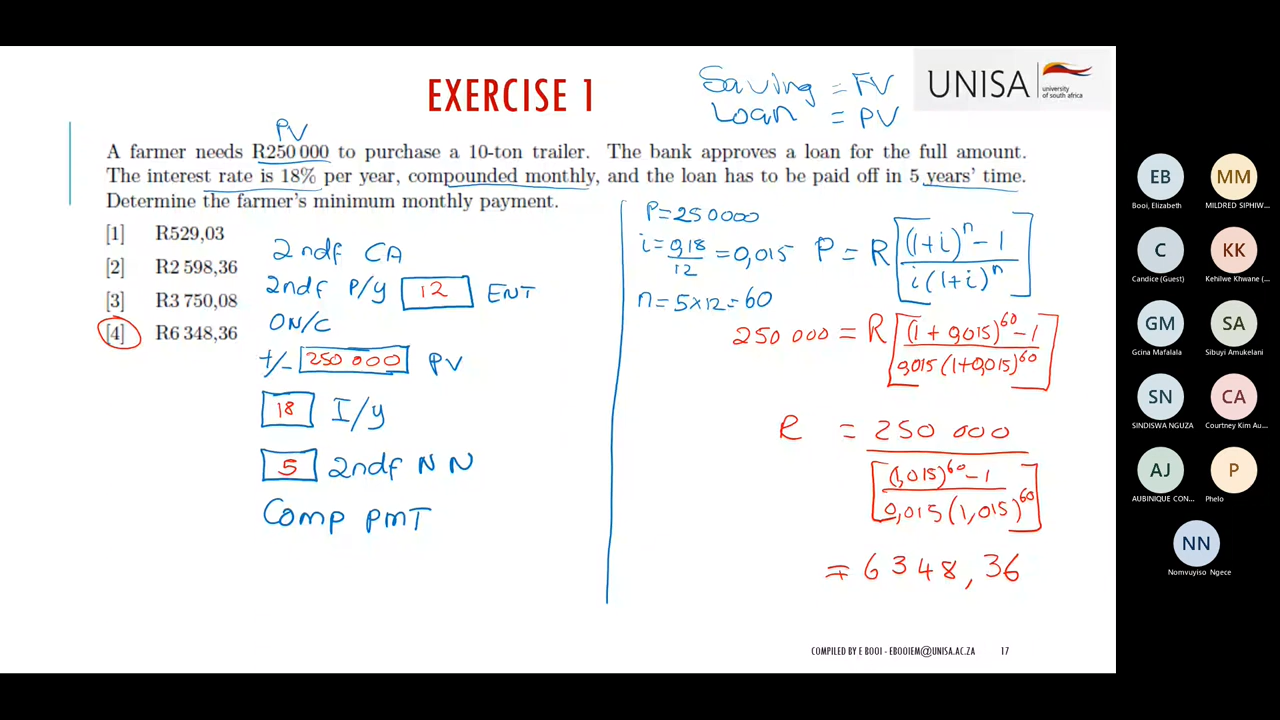 EXERCISE 1
Saving = FV
Loan = PV
UNISA
university
of south africa
PV
A farmer needs R250 000 to purchase a 10-ton trailer. The bank approves a loan for the full amount.
The interest rate is 18% per year, compounded monthly, and the loan has to be paid off in 5 years' time.
Determine the farmer's minimum monthly payment.
[1] R529,03
[2] R2 598,36
[3] R3 750,08
[4] R6 348,36
2ndf CA
2ndf P/y 12 ENT
ON/C
+/- 250 000 PV
18 I/y
5 2ndf N N
Comp PMT
P = 250000
i = 0,18/12 = 0,015
n = 5×12 = 60
P = R[((1+i)^n - 1)/(i(1+i)^n)]
250 000 = R[((1 + 0,015)^60 - 1)/(0,015(1+0,015)^60)]
R = 250 000/[((1,015)^60 - 1)/(0,015(1,015)^60)]
= 6348,36
COMPILED BY E BOOI - EBOOIEM@UNISA.AC.ZA 17
EB
Booi, Elizabeth
MM
MILDRED SIPHIW...
C
Candice (Guest)
KK
Kehilwe Khwane (...
GM
Gcina Mafalala
SA
Sibuyi Amukelani
SN
SINDISWA NGUZA
CA
Courtney Kim Au...
AJ
AUBINIQUE CON...
P
Phelo
NN
Nomvuyiso Ngece